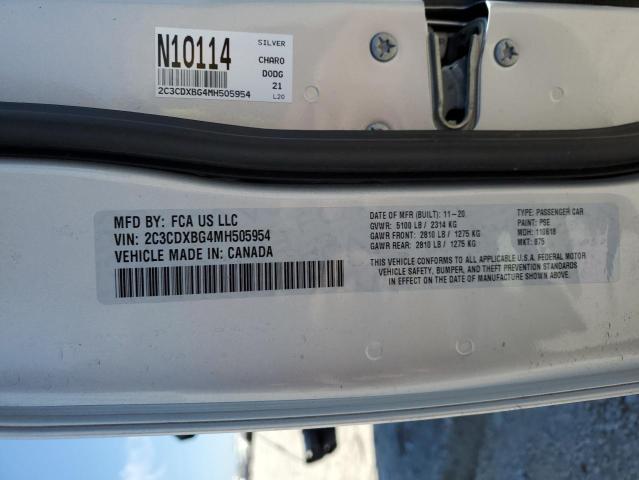 N10114
SILVER
CHARO
DODG
21
2C3CDXBG4MH505954
L20
MFD BY: FCA US LLC
VIN: 2C3CDXBG4MH505954
VEHICLE MADE IN: CANADA
DATE OF MFR (BUILT): 11-20
GVWR: 5100 LB / 2314 KG
GAWR FRONT: 2810 LB / 1275 KG
GAWR REAR: 2810 LB / 1275 KG
TYPE: PASSENGER CAR
PAINT: PSE
MDH: 110618
MKT: 875
THIS VEHICLE CONFORMS TO ALL APPLICABLE U.S.A. FEDERAL MOTOR
VEHICLE SAFETY, BUMPER, AND THEFT PREVENTION STANDARDS
IN EFFECT ON THE DATE OF MANUFACTURE SHOWN ABOVE.